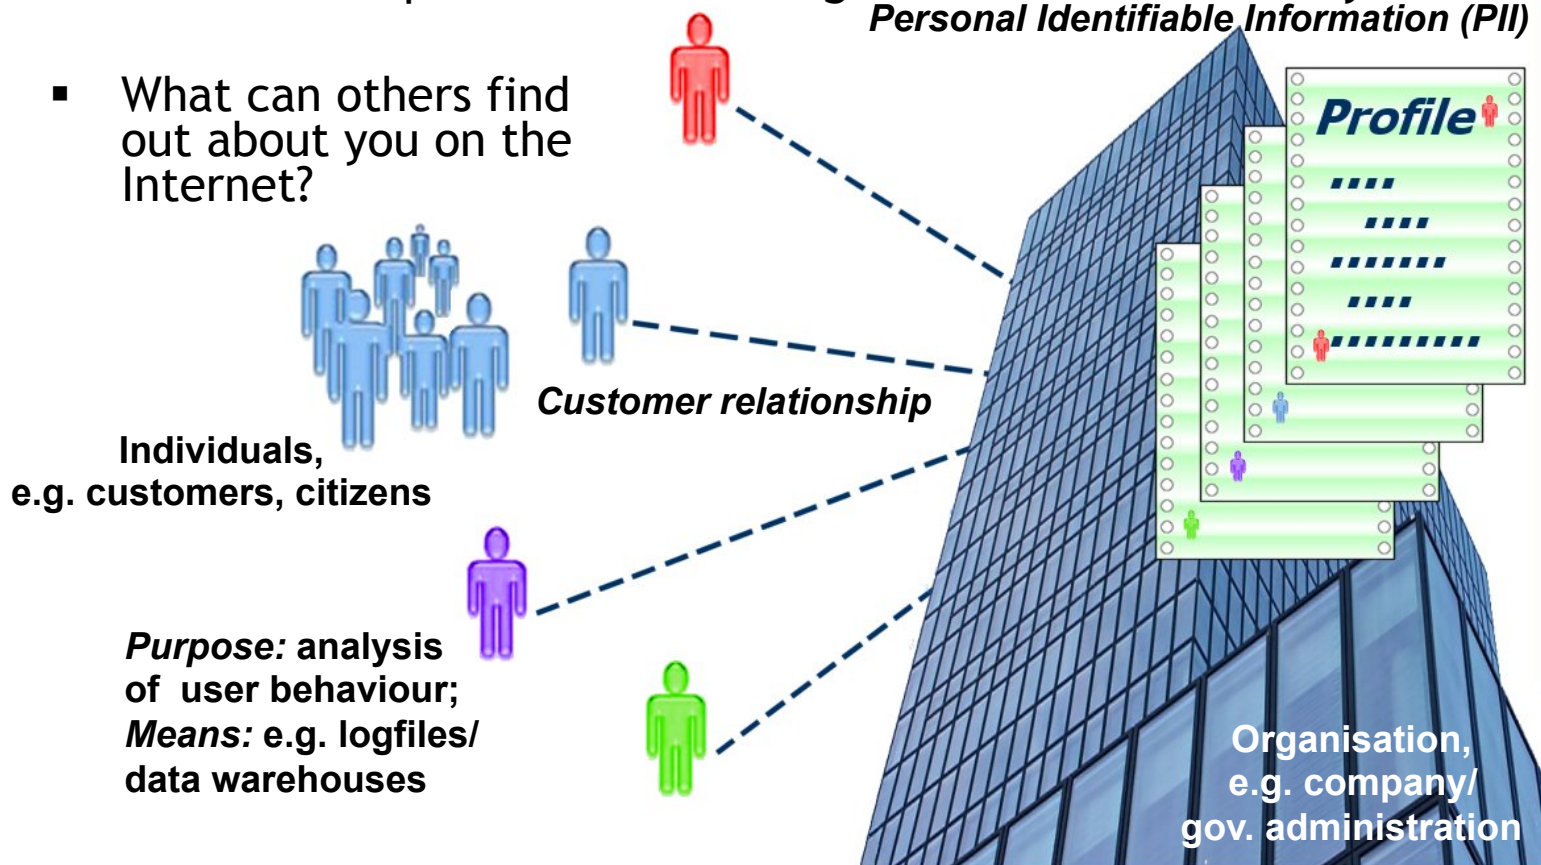 Personal Identifiable Information (PII)
▪ What can others find
out about you on the
Internet?
Profile
Customer relationship
Individuals,
e.g. customers, citizens
Purpose: analysis
of user behaviour;
Means: e.g. logfiles/
data warehouses
Organisation,
e.g. company/
gov. administration